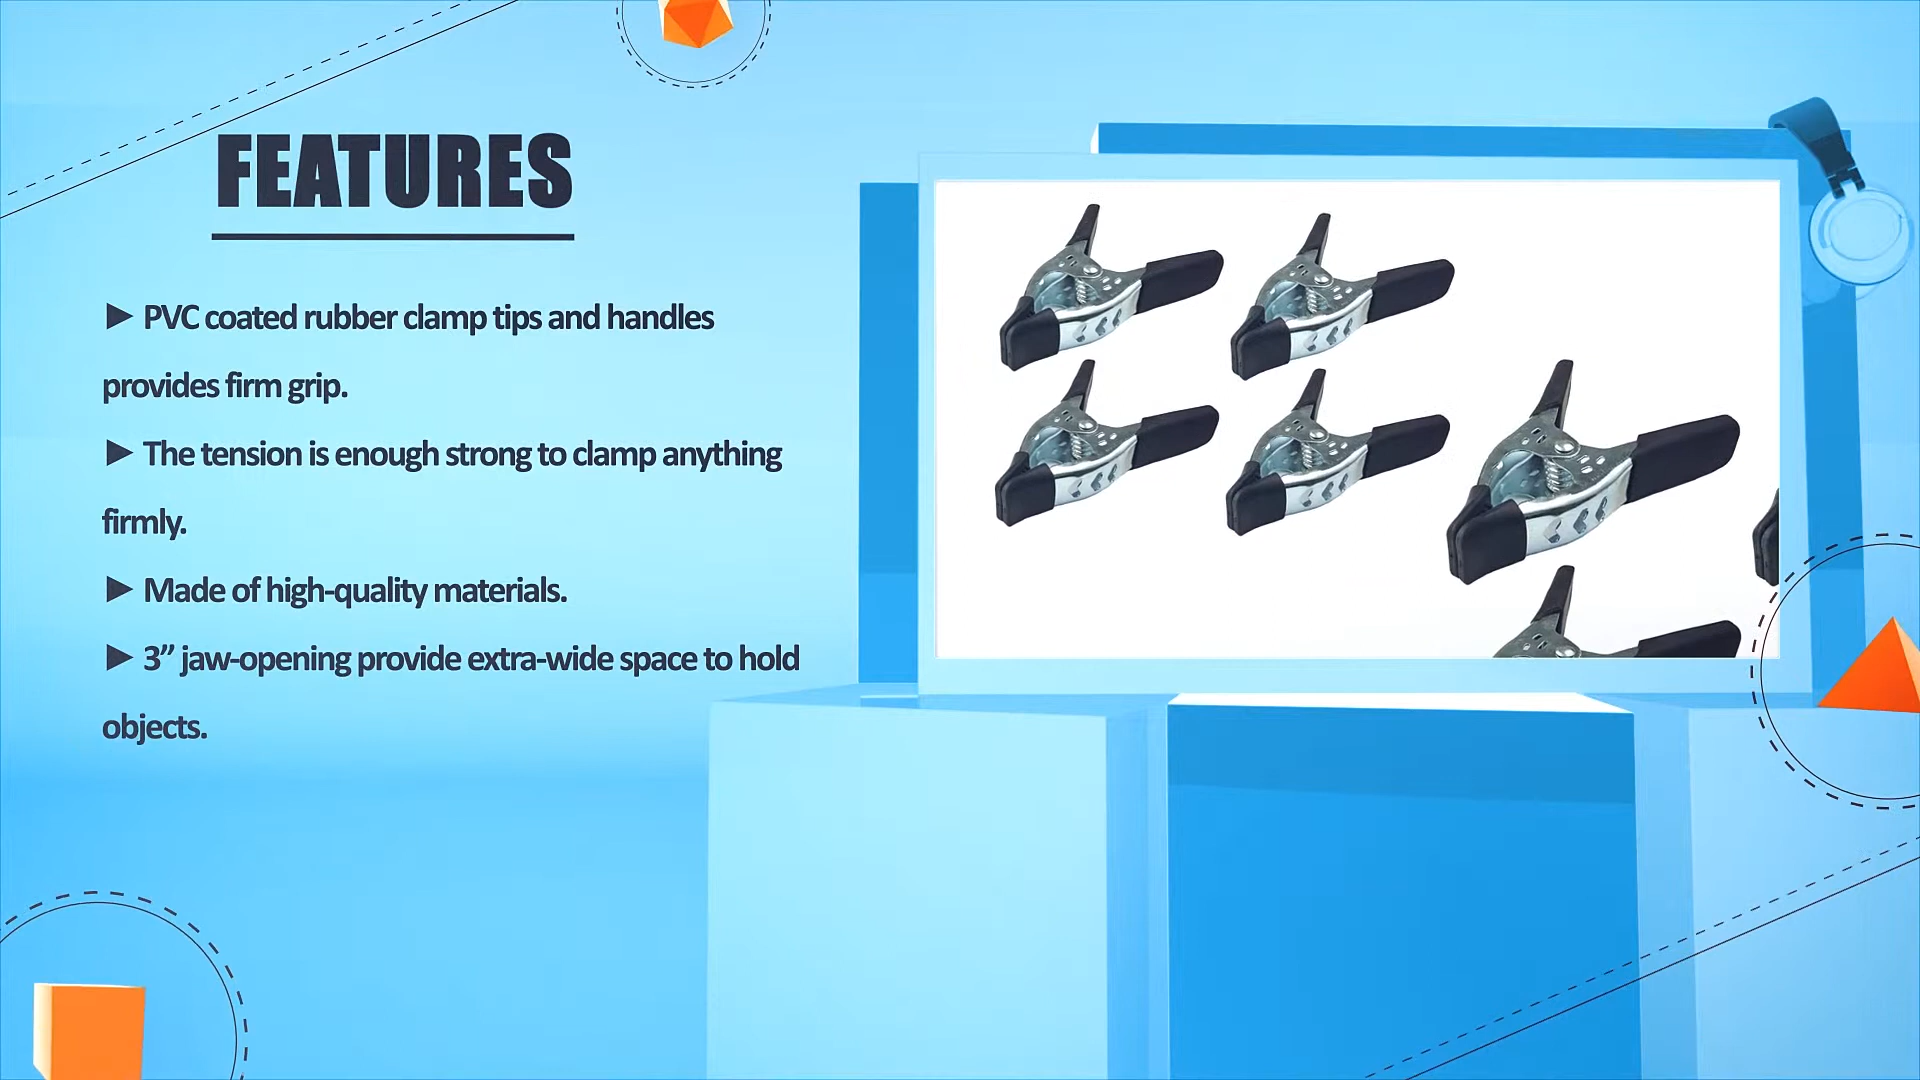 FEATURES
► PVC coated rubber clamp tips and handles
provides firm grip.
► The tension is enough strong to clamp anything
firmly.
► Made of high-quality materials.
► 3” jaw-opening provide extra-wide space to hold
objects.